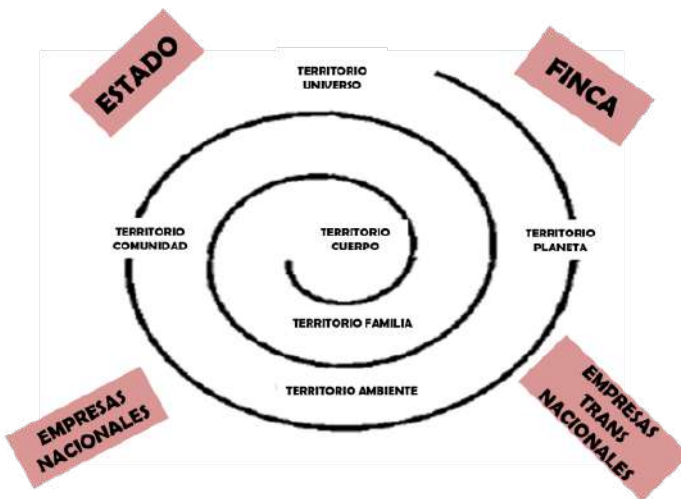 ESTADO
FINCA
TERRITORIO
UNIVERSO
TERRITORIO
COMUNIDAD
TERRITORIO
CUERPO
TERRITORIO
PLANETA
TERRITORIO FAMILIA
TERRITORIO AMBIENTE
EMPRESAS
NACIONALES
EMPRESAS
TRANS
NACIONALES